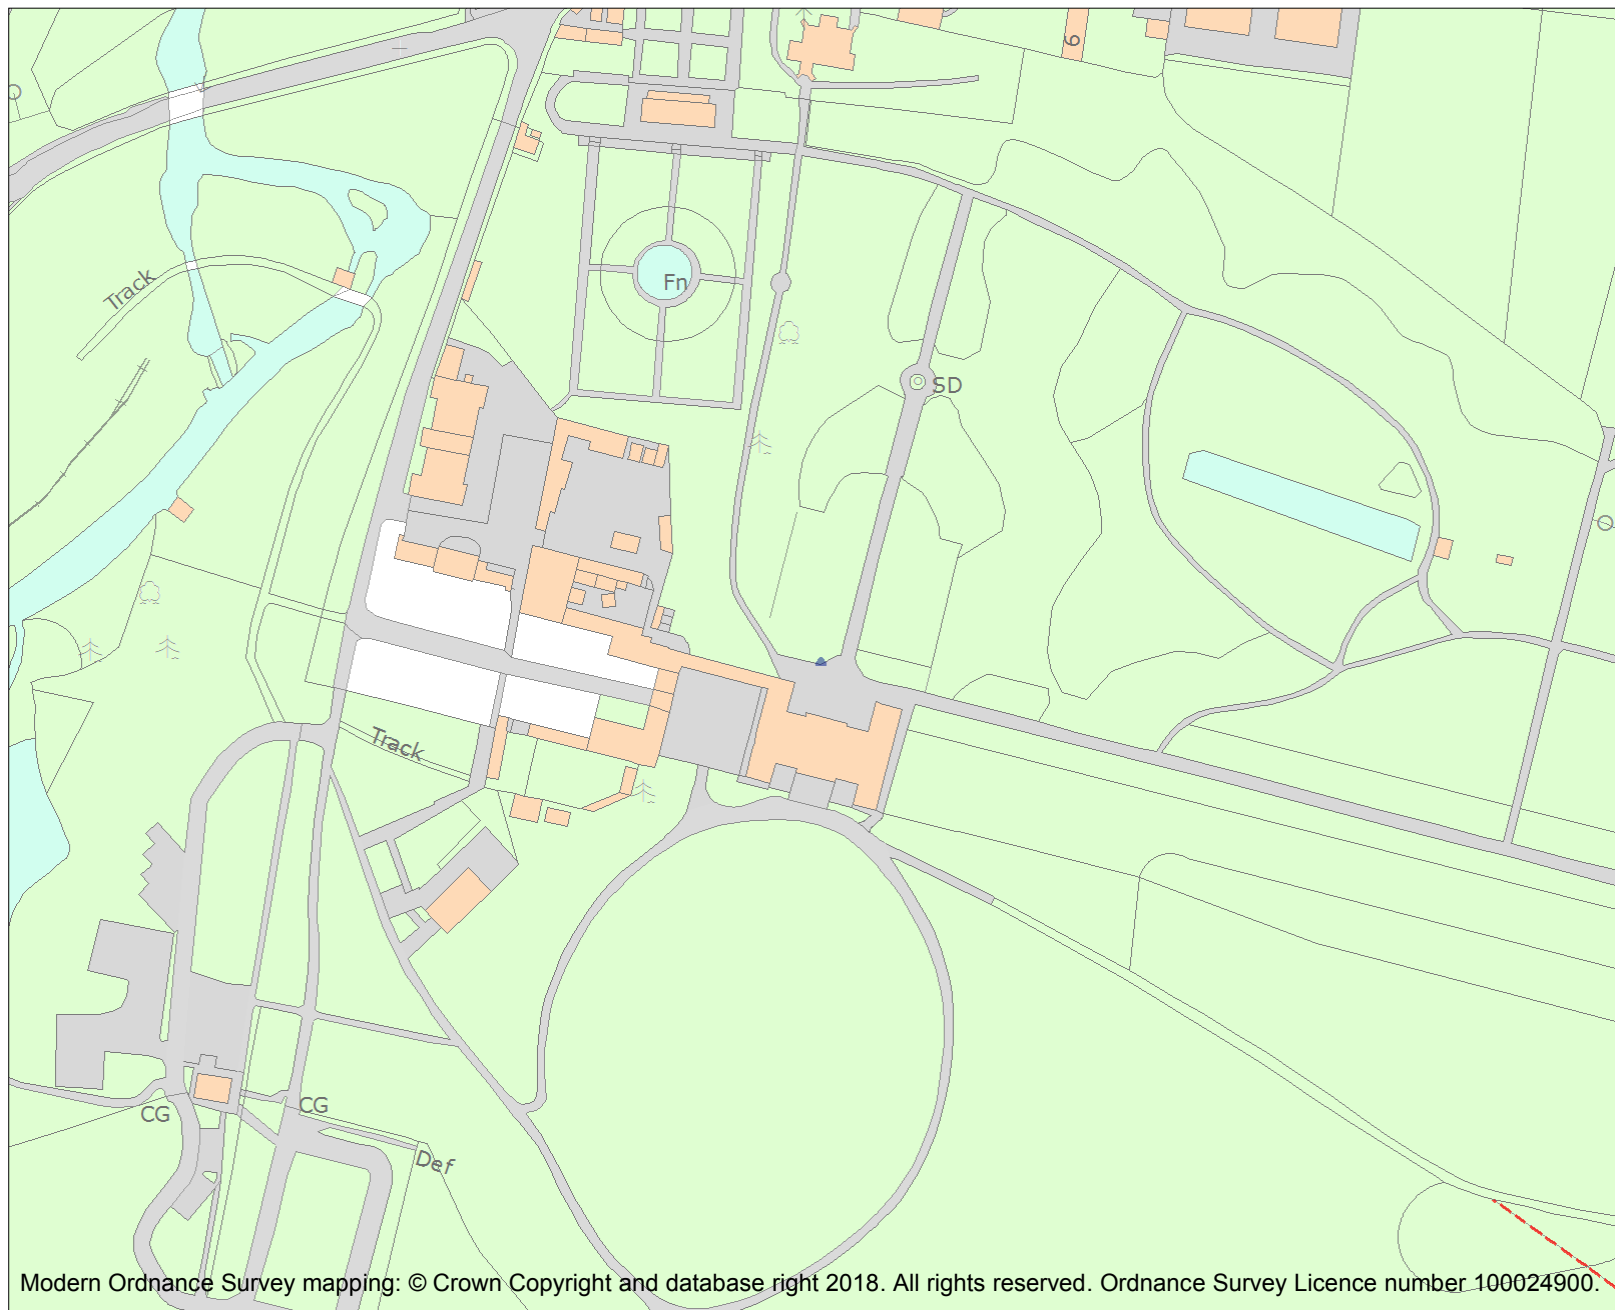 6
Track
Fn
SD
Track
CG
CG
Def
Modern Ordnance Survey mapping: © Crown Copyright and database right 2018. All rights reserved. Ordnance Survey Licence number 100024900.